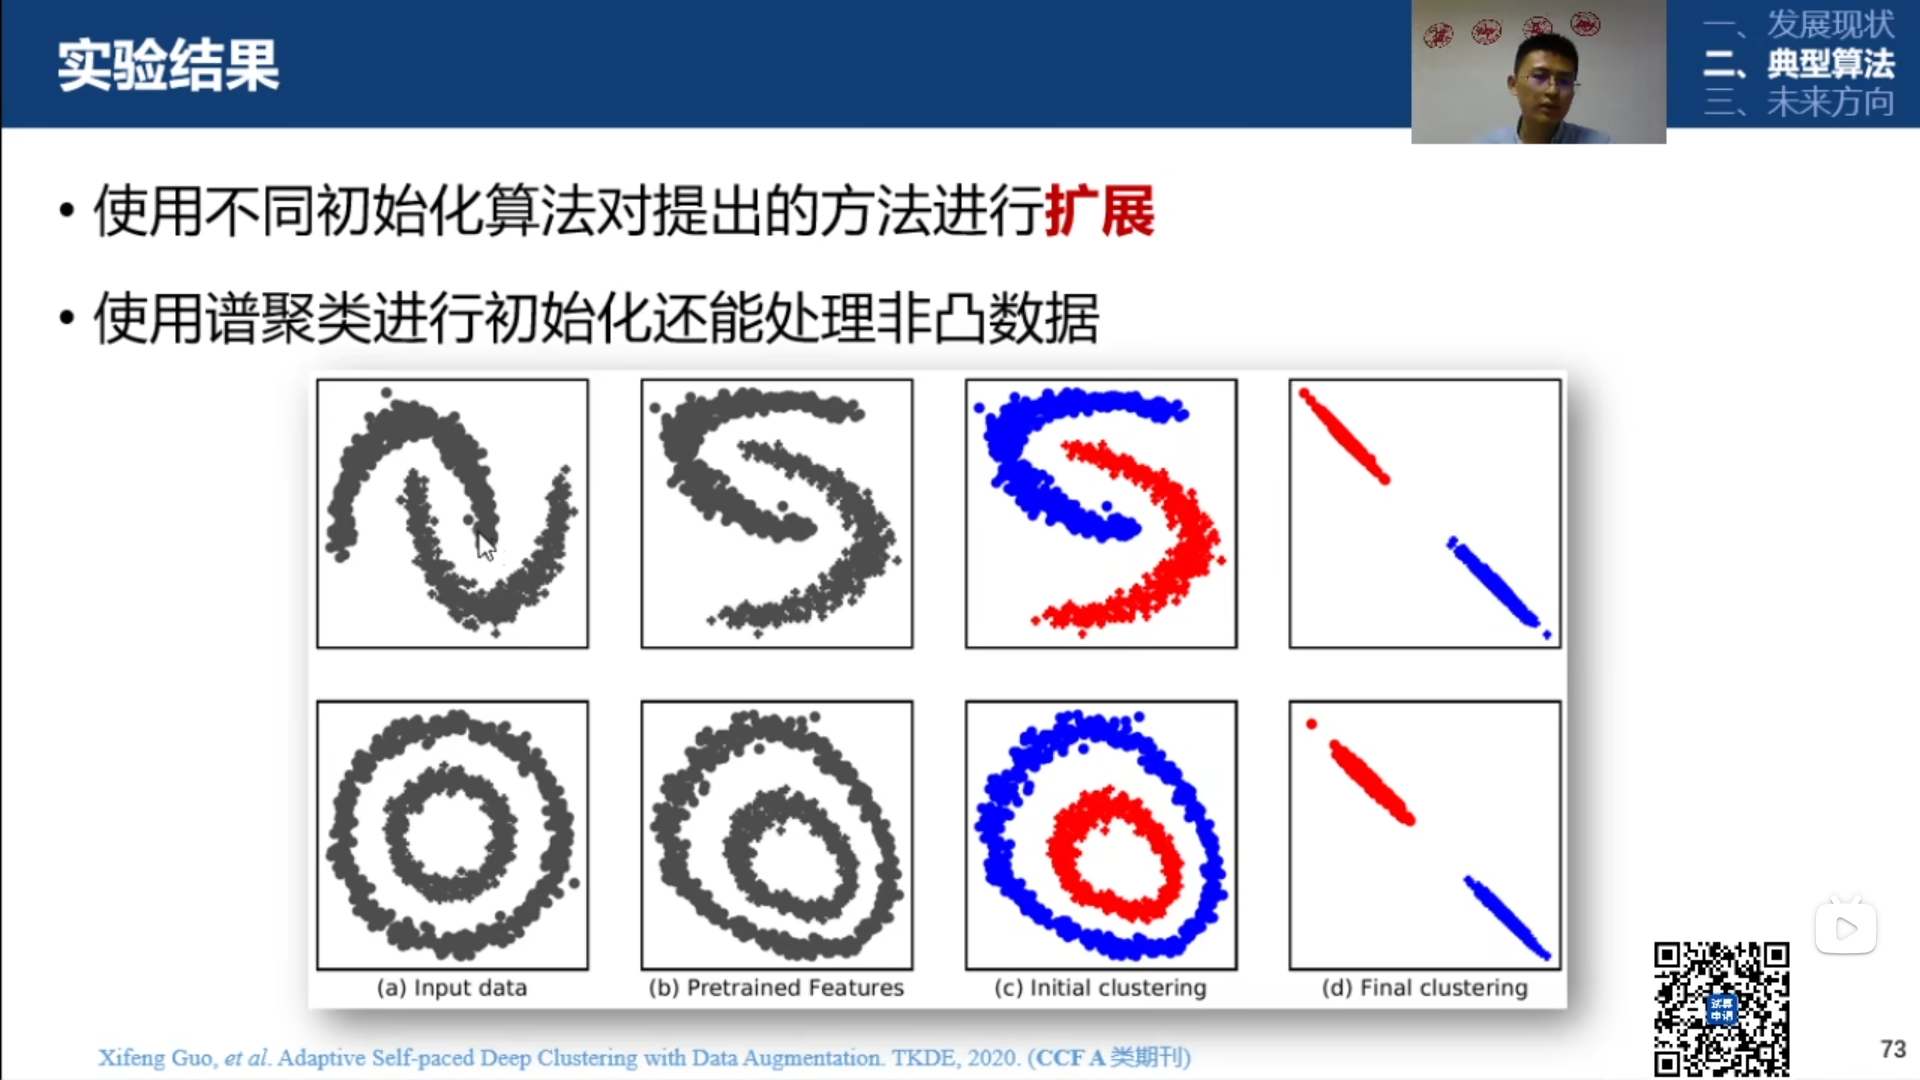 实验结果
一、发展现状
二、典型算法
三、未来方向
• 使用不同初始化算法对提出的方法进行扩展
• 使用谱聚类进行初始化还能处理非凸数据
(a) Input data
(b) Pretrained Features
(c) Initial clustering
(d) Final clustering
试算
申请
Xifeng Guo, et al. Adaptive Self-paced Deep Clustering with Data Augmentation. TKDE, 2020. (CCF A 类期刊)
73